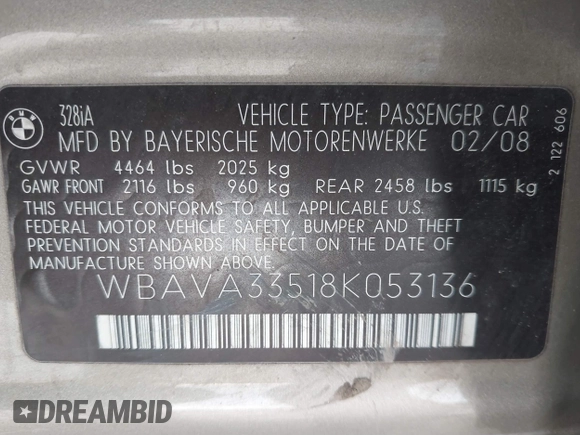 BMW
328iA VEHICLE TYPE: PASSENGER CAR
MFD BY BAYERISCHE MOTORENWERKE 02/08
GVWR 4464 lbs 2025 kg
GAWR FRONT 2116 lbs 960 kg REAR 2458 lbs 1115 kg
THIS VEHICLE CONFORMS TO ALL APPLICABLE U.S.
FEDERAL MOTOR VEHICLE SAFETY, BUMPER AND THEFT
PREVENTION STANDARDS IN EFFECT ON THE DATE OF
MANUFACTURE SHOWN ABOVE.
WBAVA33518K053136
2 122 606
DREAMBID